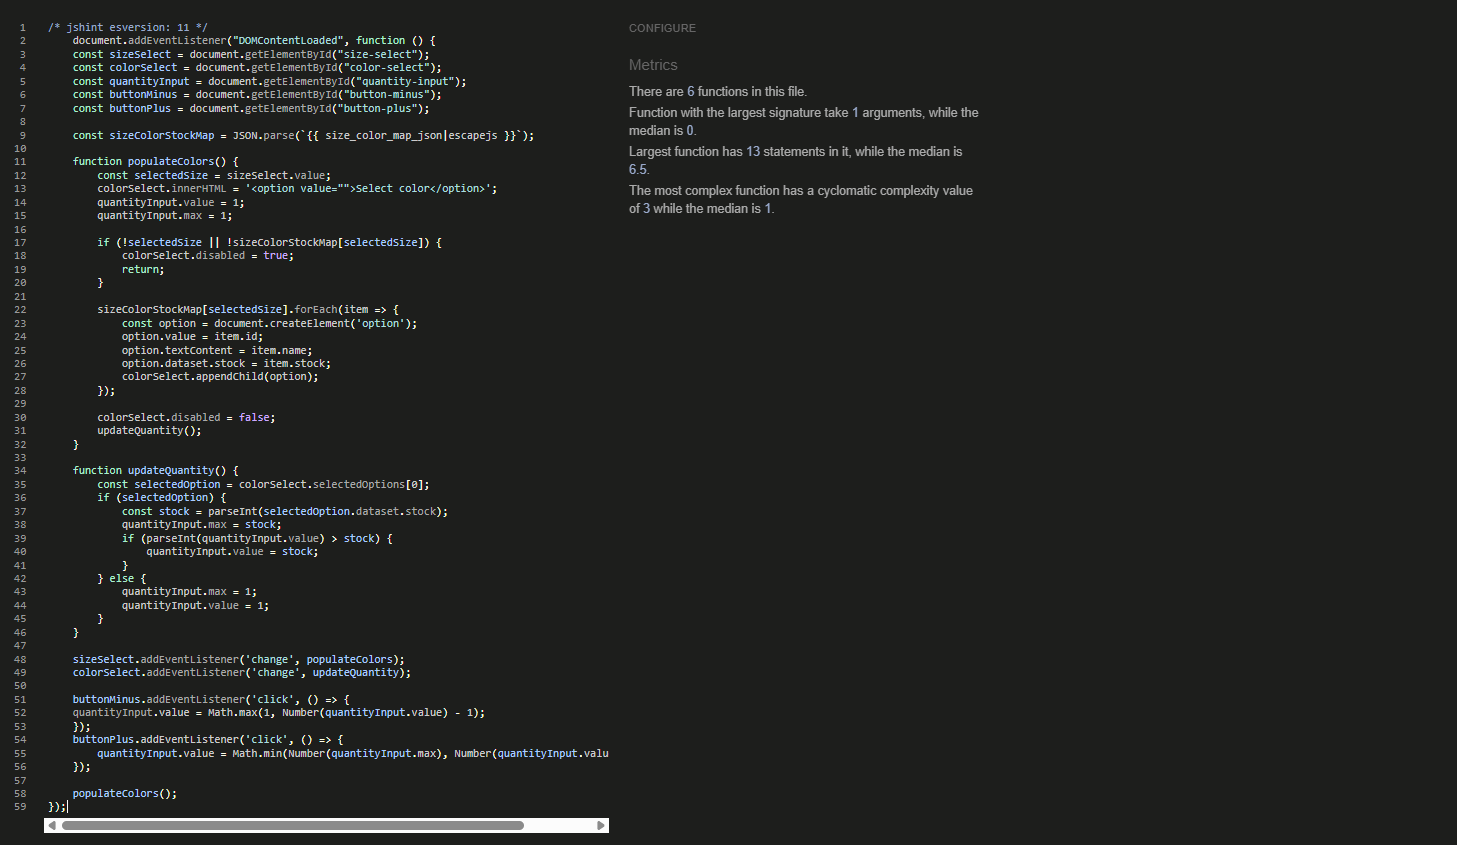 1 /* jshint esversion: 11 */
2 document.addEventListener("DOMContentLoaded", function () {
3 const sizeSelect = document.getElementById("size-select");
4 const colorSelect = document.getElementById("color-select");
5 const quantityInput = document.getElementById("quantity-input");
6 const buttonMinus = document.getElementById("button-minus");
7 const buttonPlus = document.getElementById("button-plus");
8
9 const sizeColorStockMap = JSON.parse(`{{ size_color_map_json|escapejs }}`);
10
11 function populateColors() {
12 const selectedSize = sizeSelect.value;
13 colorSelect.innerHTML = '<option value="">Select color</option>';
14 quantityInput.value = 1;
15 quantityInput.max = 1;
16
17 if (!selectedSize || !sizeColorStockMap[selectedSize]) {
18 colorSelect.disabled = true;
19 return;
20 }
21
22 sizeColorStockMap[selectedSize].forEach(item => {
23 const option = document.createElement('option');
24 option.value = item.id;
25 option.textContent = item.name;
26 option.dataset.stock = item.stock;
27 colorSelect.appendChild(option);
28 });
29
30 colorSelect.disabled = false;
31 updateQuantity();
32 }
33
34 function updateQuantity() {
35 const selectedOption = colorSelect.selectedOptions[0];
36 if (selectedOption) {
37 const stock = parseInt(selectedOption.dataset.stock);
38 quantityInput.max = stock;
39 if (parseInt(quantityInput.value) > stock) {
40 quantityInput.value = stock;
41 }
42 } else {
43 quantityInput.max = 1;
44 quantityInput.value = 1;
45 }
46 }
47
48 sizeSelect.addEventListener('change', populateColors);
49 colorSelect.addEventListener('change', updateQuantity);
50
51 buttonMinus.addEventListener('click', () => {
52 quantityInput.value = Math.max(1, Number(quantityInput.value) - 1);
53 });
54 buttonPlus.addEventListener('click', () => {
55 quantityInput.value = Math.min(Number(quantityInput.max), Number(quantityInput.valu
56 });
57
58 populateColors();
59 });
CONFIGURE
Metrics
There are 6 functions in this file.
Function with the largest signature take 1 arguments, while the
median is 0.
Largest function has 13 statements in it, while the median is
6.5.
The most complex function has a cyclomatic complexity value
of 3 while the median is 1.